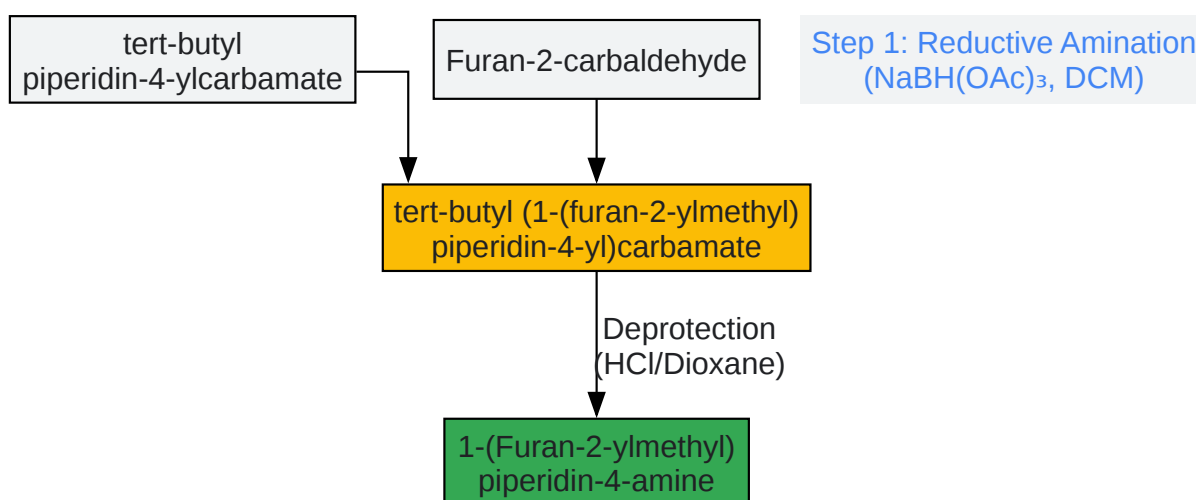 tert-butyl
piperidin-4-ylcarbamate
Furan-2-carbaldehyde
Step 1: Reductive Amination
(NaBH(OAc)₃, DCM)
tert-butyl (1-(furan-2-ylmethyl)
piperidin-4-yl)carbamate
Deprotection
(HCl/Dioxane)
1-(Furan-2-ylmethyl)
piperidin-4-amine